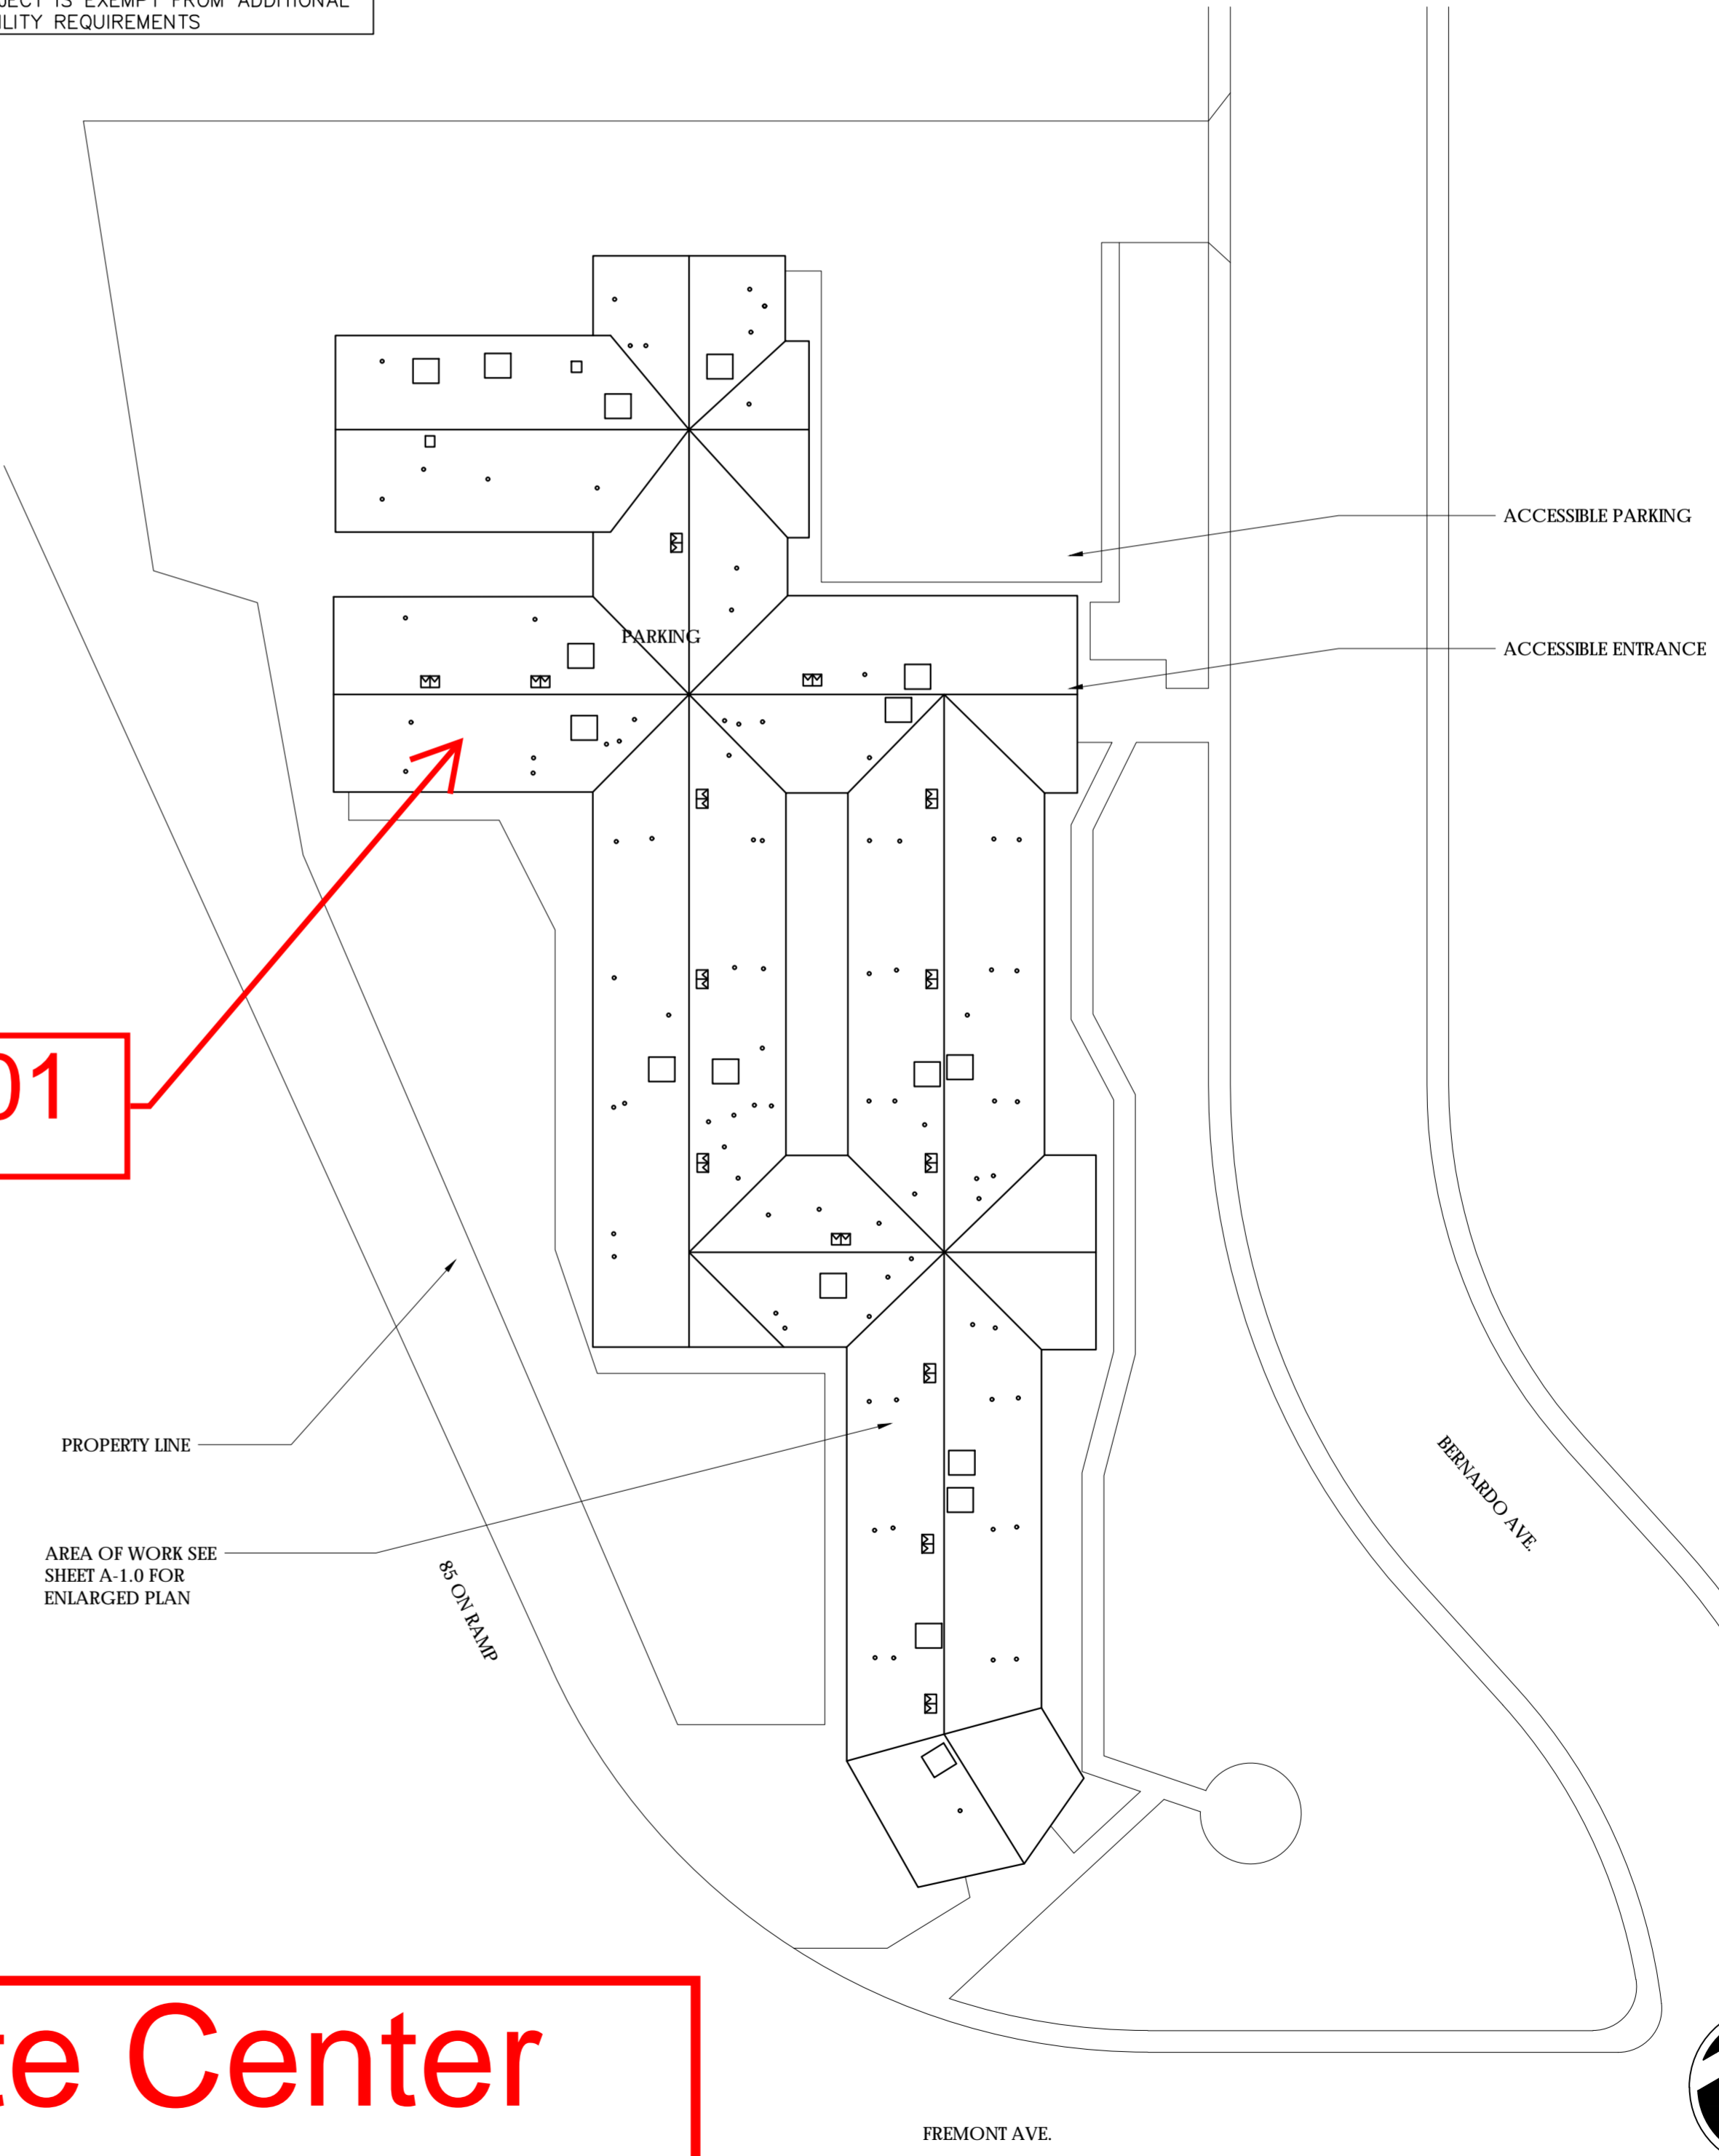 ILITY REQUIREMENTS
ACCESSIBLE PARKING
PARKING
ACCESSIBLE ENTRANCE
01
PROPERTY LINE
BERNARDO AVE.
AREA OF WORK SEE
SHEET A-1.0 FOR
ENLARGED PLAN
85 ON RAMP
te Center
FREMONT AVE.